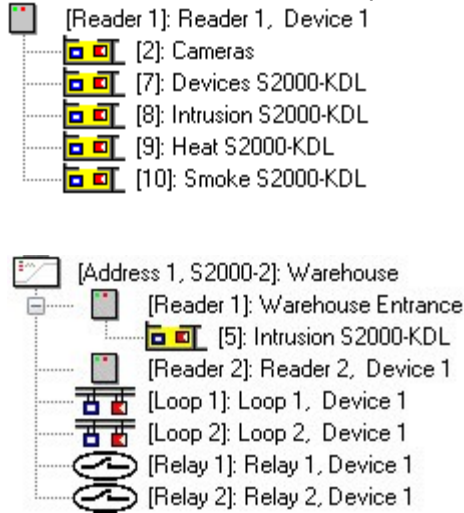 [Reader 1]: Reader 1, Device 1
[2]: Cameras
[7]: Devices S2000-KDL
[8]: Intrusion S2000-KDL
[9]: Heat S2000-KDL
[10]: Smoke S2000-KDL
[Address 1, S2000-2]: Warehouse
[Reader 1]: Warehouse Entrance
[5]: Intrusion S2000-KDL
[Reader 2]: Reader 2, Device 1
[Loop 1]: Loop 1, Device 1
[Loop 2]: Loop 2, Device 1
[Relay 1]: Relay 1, Device 1
[Relay 2]: Relay 2, Device 1